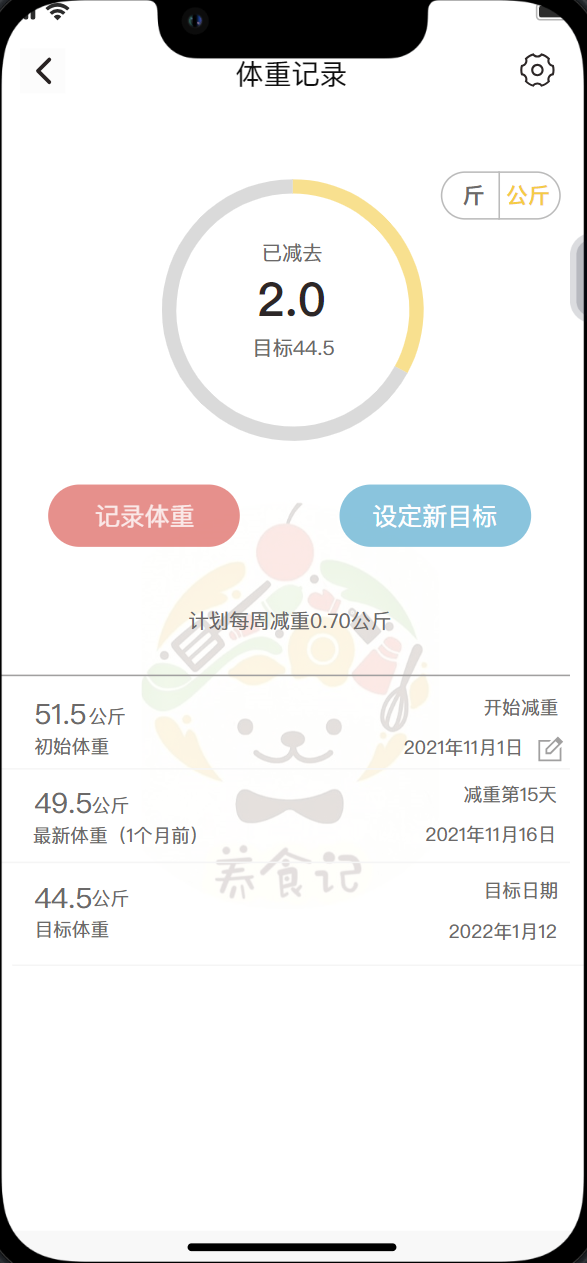 体重记录
斤 公斤
已减去
2.0
目标44.5
记录体重 设定新目标
计划每周减重0.70公斤
51.5公斤 开始减重
初始体重 2021年11月1日
49.5公斤 减重第15天
最新体重（1个月前） 2021年11月16日
养食记
44.5公斤 目标日期
目标体重 2022年1月12